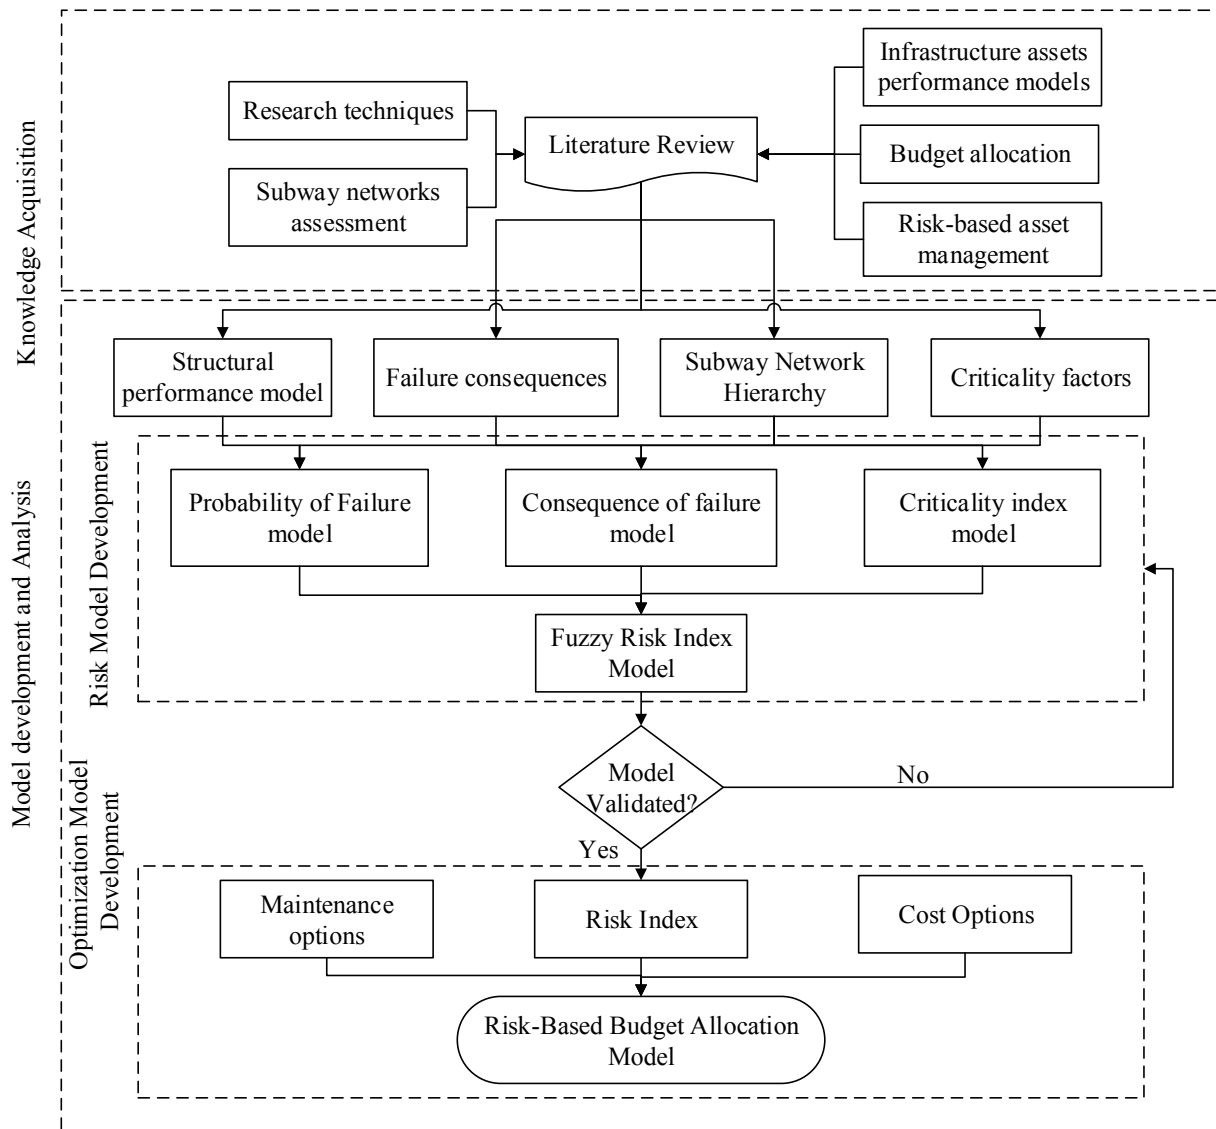 Knowledge Acquisition
Infrastructure assets
performance models
Research techniques
Literature Review
Budget allocation
Subway networks
assessment
Risk-based asset
management
Model development and Analysis
Structural
performance model
Failure consequences
Subway Network
Hierarchy
Criticality factors
Risk Model Development
Probability of Failure
model
Consequence of failure
model
Criticality index
model
Fuzzy Risk Index
Model
Model
Validated?
No
Yes
Optimization Model
Development
Maintenance
options
Risk Index
Cost Options
Risk-Based Budget Allocation
Model